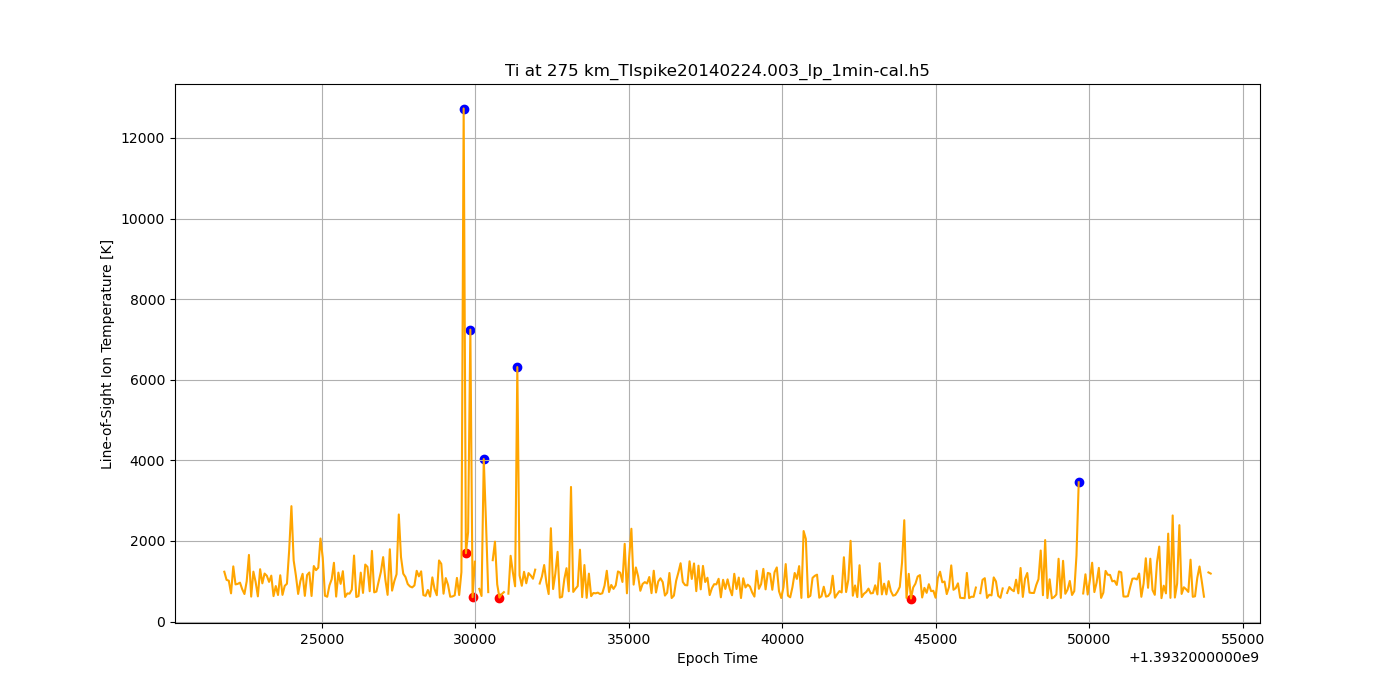 Ti at 275 km_TIspike20140224.003_lp_1min-cal.h5
Line-of-Sight Ion Temperature [K]
12000
10000
8000
6000
4000
2000
0
25000 30000 35000 40000 45000 50000 55000
Epoch Time
+1.3932000000e9